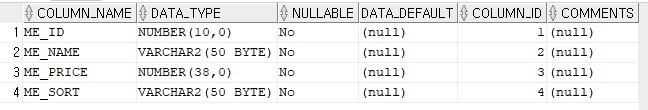 COLUMN_NAME DATA_TYPE NULLABLE DATA_DEFAULT COLUMN_ID COMMENTS
1 ME_ID NUMBER(10,0) No (null) 1 (null)
2 ME_NAME VARCHAR2(50 BYTE) No (null) 2 (null)
3 ME_PRICE NUMBER(38,0) No (null) 3 (null)
4 ME_SORT VARCHAR2(50 BYTE) No (null) 4 (null)